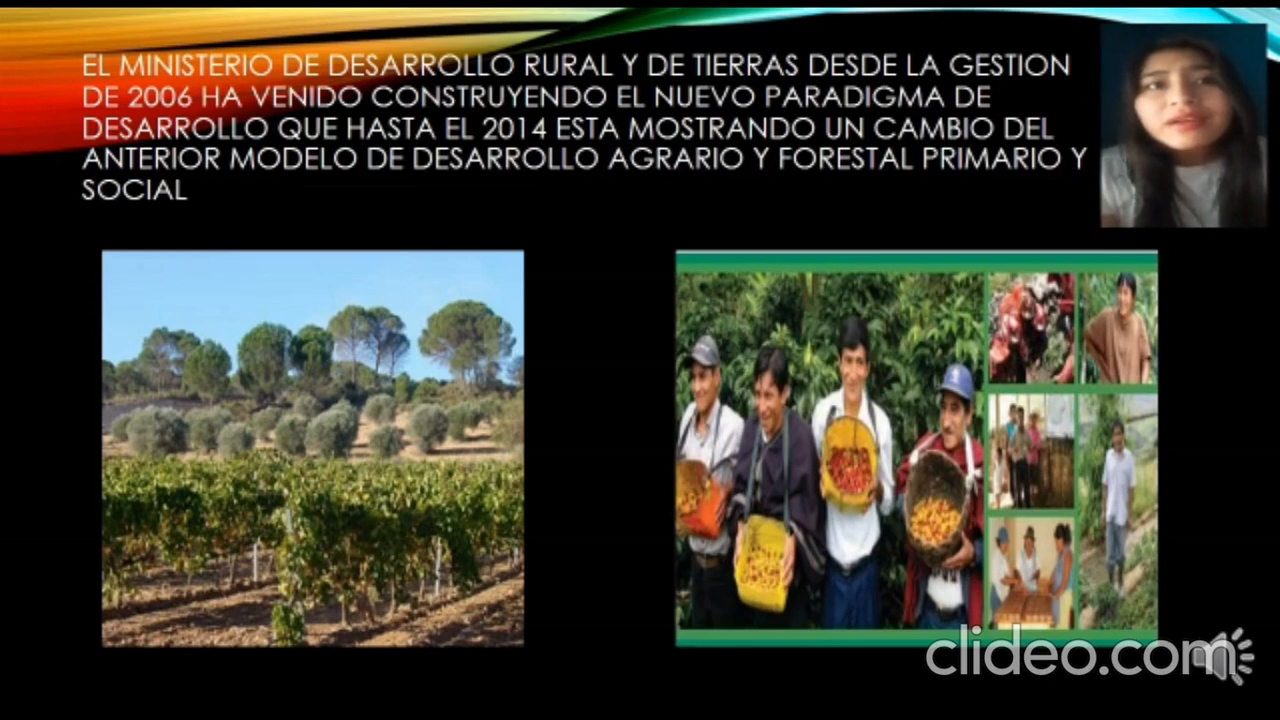 EL MINISTERIO DE DESARROLLO RURAL Y DE TIERRAS DESDE LA GESTION
DE 2006 HA VENIDO CONSTRUYENDO EL NUEVO PARADIGMA DE
DESARROLLO QUE HASTA EL 2014 ESTA MOSTRANDO UN CAMBIO DEL
ANTERIOR MODELO DE DESARROLLO AGRARIO Y FORESTAL PRIMARIO Y
SOCIAL
clideo.com